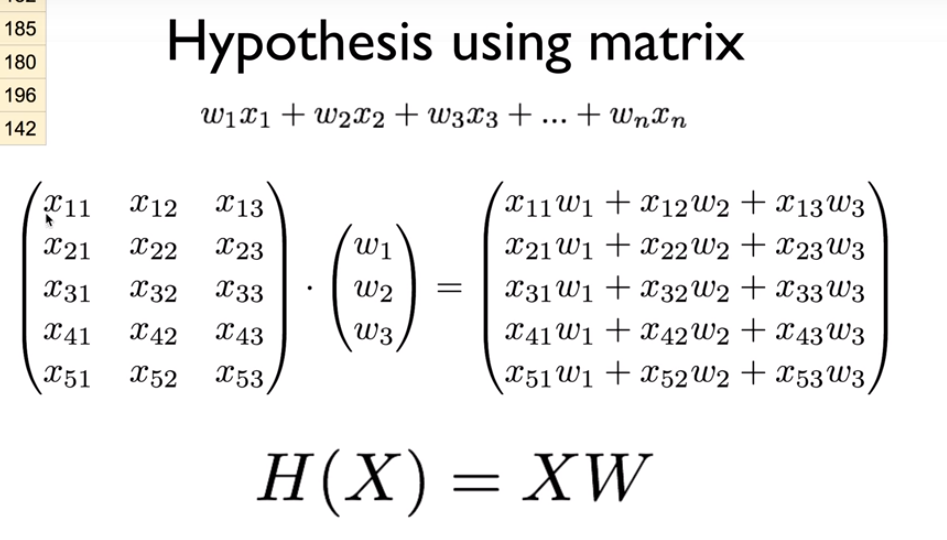 185
180
196
142
Hypothesis using matrix
w₁x₁ + w₂x₂ + w₃x₃ + ... + wₙxₙ
x₁₁ x₁₂ x₁₃
x₂₁ x₂₂ x₂₃
x₃₁ x₃₂ x₃₃
x₄₁ x₄₂ x₄₃
x₅₁ x₅₂ x₅₃
·
w₁
w₂
w₃
=
x₁₁w₁ + x₁₂w₂ + x₁₃w₃
x₂₁w₁ + x₂₂w₂ + x₂₃w₃
x₃₁w₁ + x₃₂w₂ + x₃₃w₃
x₄₁w₁ + x₄₂w₂ + x₄₃w₃
x₅₁w₁ + x₅₂w₂ + x₅₃w₃
H(X) = XW